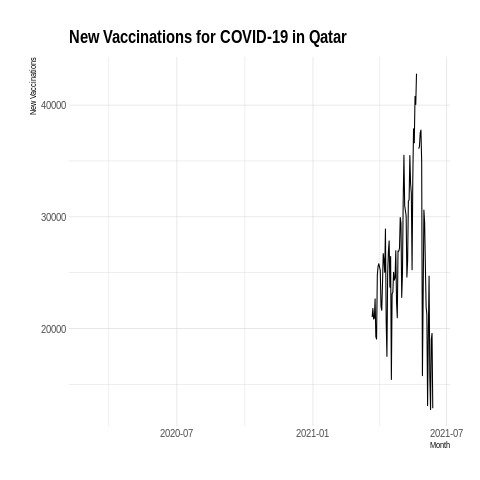 New Vaccinations for COVID-19 in Qatar
New Vaccinations
40000
30000
20000
2020-07 2021-01 2021-07
Month